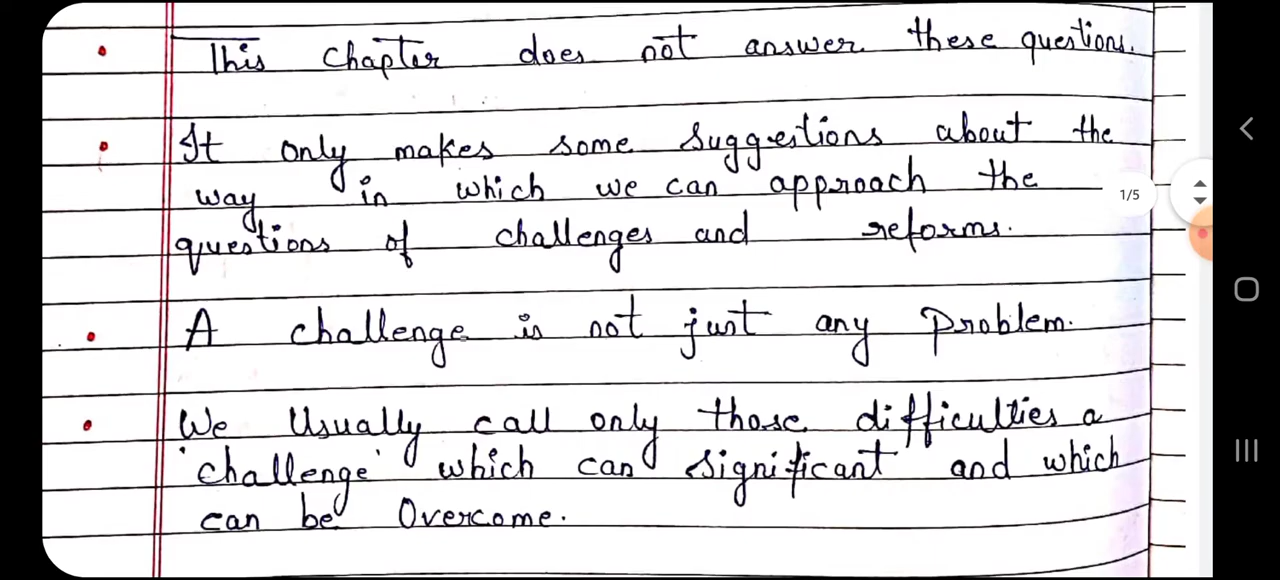 This Chapter does not answer these questions.
It only makes some suggestions about the
way in which we can approach the
1/5
questions of challenges and reforms.
A challenge is not just any Problem.
We Usually call only those difficulties a
'challenge' which can significant and which
can be Overcome.